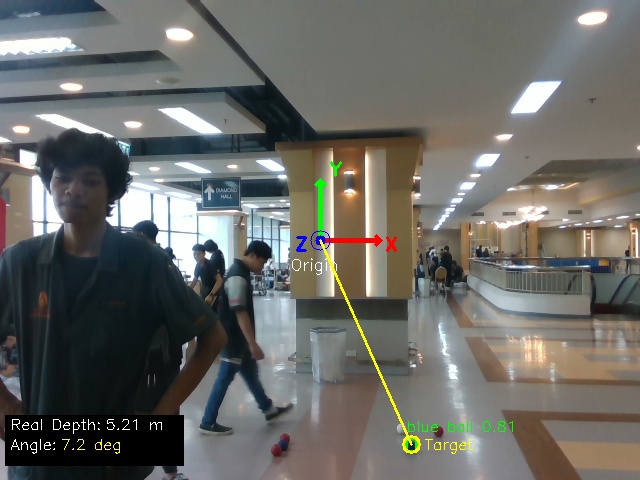 DIAMOND
HALL
Y
Z
X
Origin
blue ball 0.81
Target
Real Depth: 5.21 m
Angle: 7.2 deg